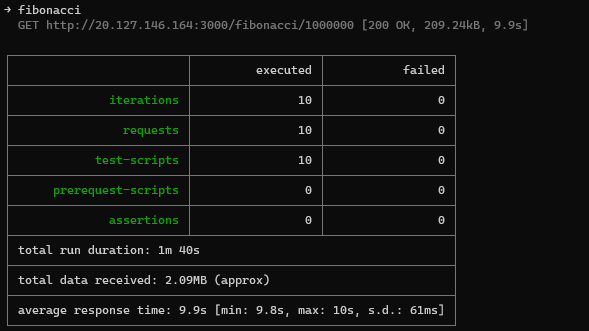 → fibonacci
GET http://20.127.146.164:3000/fibonacci/1000000 [200 OK, 209.24kB, 9.9s]
executed failed
iterations 10 0
requests 10 0
test-scripts 10 0
prerequest-scripts 0 0
assertions 0 0
total run duration: 1m 40s
total data received: 2.09MB (approx)
average response time: 9.9s [min: 9.8s, max: 10s, s.d.: 61ms]